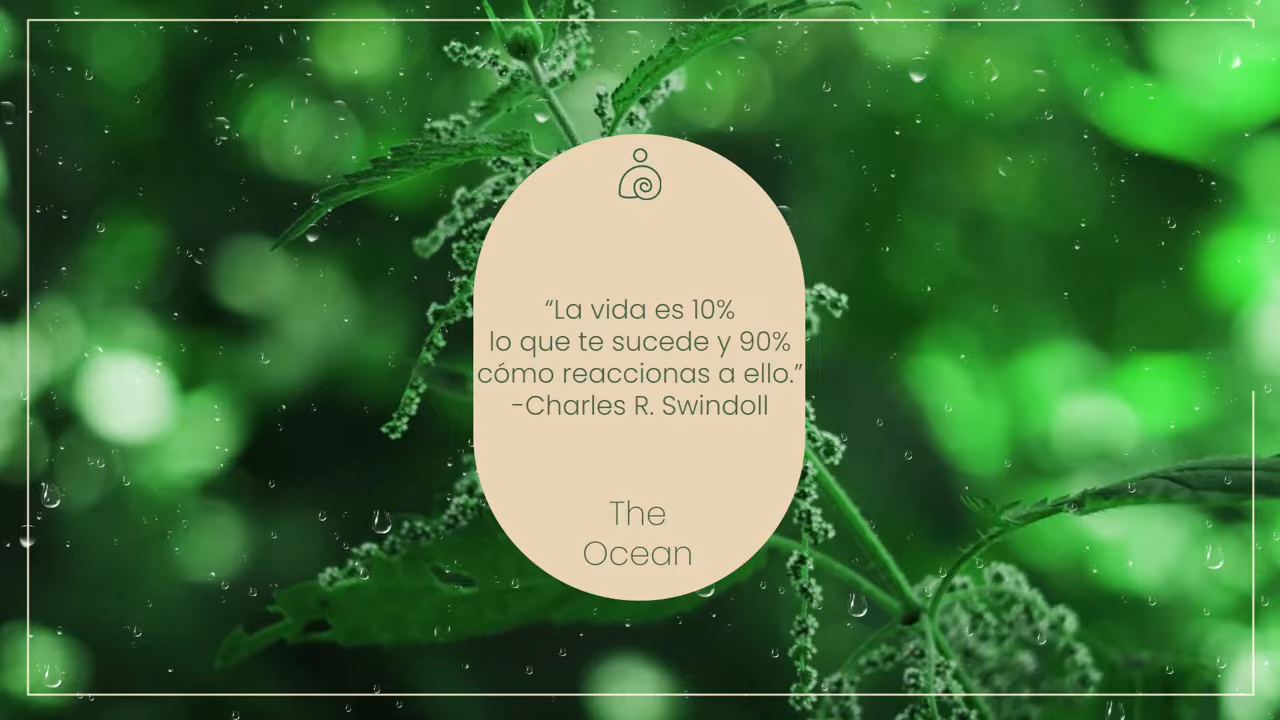 “La vida es 10%
lo que te sucede y 90%
cómo reaccionas a ello.”
-Charles R. Swindoll
The
Ocean